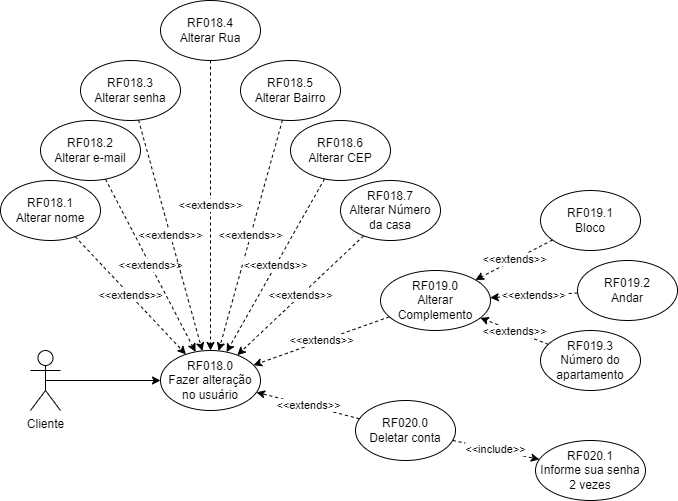 RF018.4
Alterar Rua
RF018.3
Alterar senha
RF018.5
Alterar Bairro
RF018.2
Alterar e-mail
RF018.6
Alterar CEP
RF018.1
Alterar nome
RF018.7
Alterar Número
da casa
<<extends>>
<<extends>>
<<extends>>
<<extends>>
<<extends>>
<<extends>>
<<extends>>
RF019.1
Bloco
<<extends>>
RF019.2
Andar
<<extends>>
RF019.0
Alterar
Complemento
<<extends>>
RF019.3
Número do
apartamento
<<extends>>
RF018.0
Fazer alteração
no usuário
Cliente
<<extends>>
RF020.0
Deletar conta
<<include>>
RF020.1
Informe sua senha
2 vezes